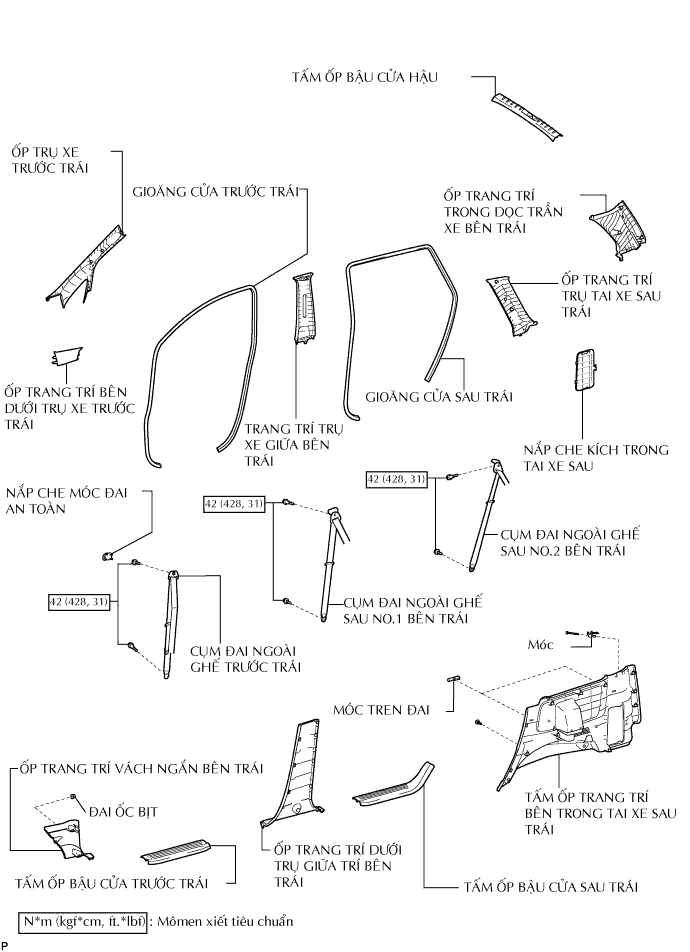 TẤM ỐP BẬU CỬA HẬU
ỐP TRỤ XE
TRƯỚC TRÁI
GIOĂNG CỬA TRƯỚC TRÁI
ỐP TRANG TRÍ
TRONG DỌC TRẦN
XE BÊN TRÁI
ỐP TRANG TRÍ
TRỤ TAI XE SAU
TRÁI
ỐP TRANG TRÍ BÊN
DƯỚI TRỤ XE TRƯỚC
TRÁI
GIOĂNG CỬA SAU TRÁI
TRANG TRÍ TRỤ
XE GIỮA BÊN
TRÁI
NẮP CHE KÍCH TRONG
TAI XE SAU
NẮP CHE MÓC ĐAI
AN TOÀN
42 (428, 31)
42 (428, 31)
CỤM ĐAI NGOÀI GHẾ
SAU NO.2 BÊN TRÁI
42 (428, 31)
CỤM ĐAI NGOÀI GHẾ
SAU NO.1 BÊN TRÁI
CỤM ĐAI NGOÀI
GHẾ TRƯỚC TRÁI
Móc
MÓC TREN ĐAI
ỐP TRANG TRÍ VÁCH NGẮN BÊN TRÁI
ĐAI ỐC BỊT
TẤM ỐP TRANG TRÍ
BÊN TRONG TAI XE SAU
TRÁI
ỐP TRANG TRÍ DƯỚI
TRỤ GIỮA TRÍ BÊN
TRÁI
TẤM ỐP BẬU CỬA TRƯỚC TRÁI
TẤM ỐP BẬU CỬA SAU TRÁI
N*m (kgf*cm, ft.*lbf) : Mômen xiết tiêu chuẩn
P